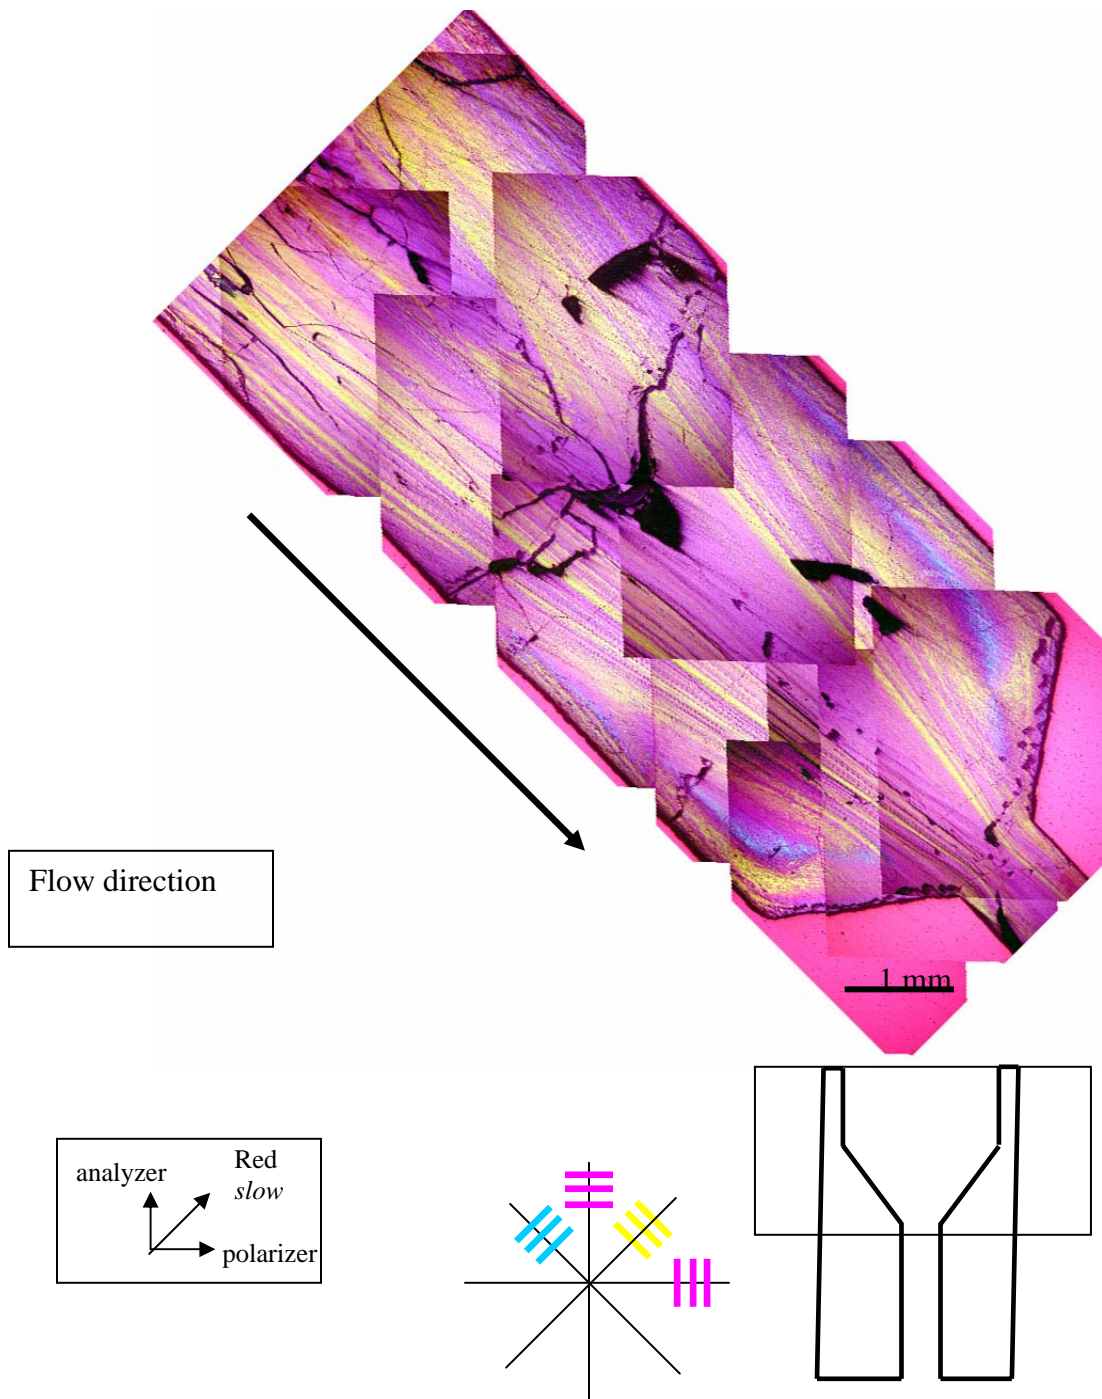 Flow direction
1 mm
analyzer
Red
slow
polarizer